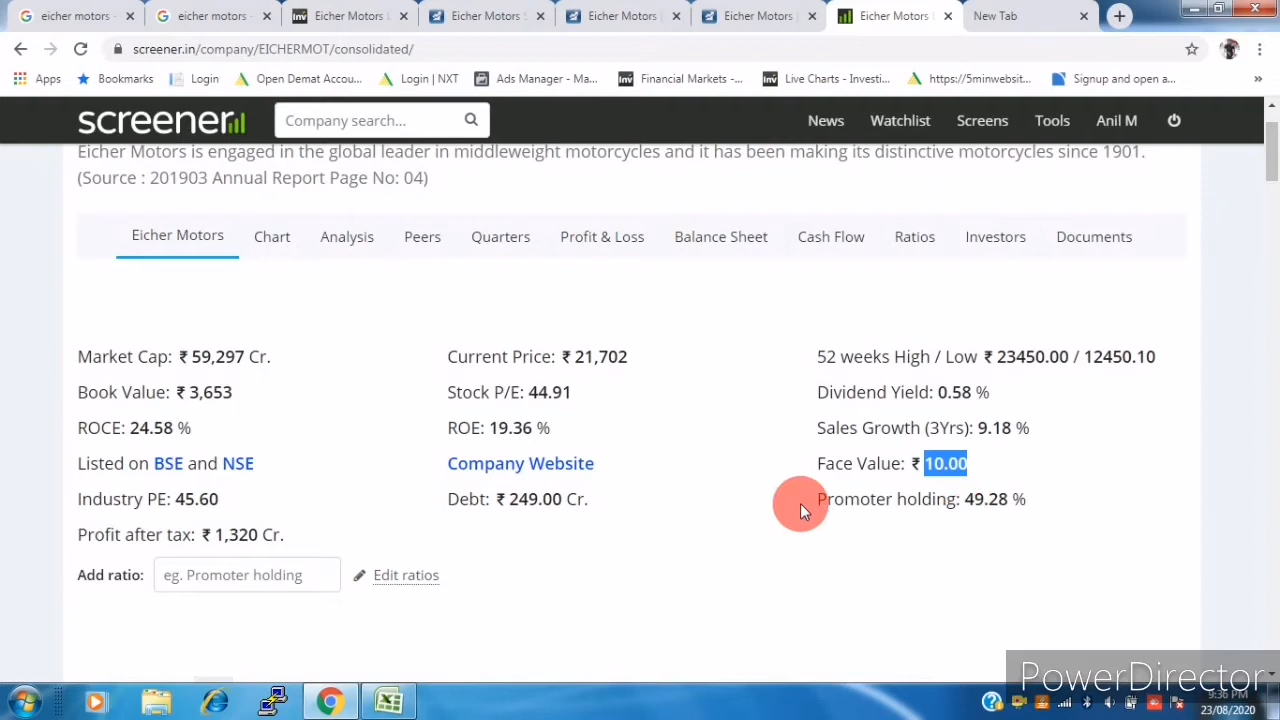 eicher motors
eicher motors -
Eicher Motors L
Eicher Motors S
Eicher Motors
Eicher Motors
Eicher Motors L
New Tab
screener.in/company/EICHERMOT/consolidated/
Apps
Bookmarks
Login
Open Demat Accou...
Login | NXT
Ads Manager - Ma...
Financial Market -...
Live Charts - Investi...
https://5minwebsit...
Signup and open a...
screener
Company search...
News
Watchlist
Screens
Tools
Anil M
Eicher Motors is engaged in the global leader in middleweight motorcycles and it has been making its distinctive motorcycles since 1901.
(Source : 201903 Annual Report Page No: 04)
Eicher Motors
Chart
Analysis
Peers
Quarters
Profit & Loss
Balance Sheet
Cash Flow
Ratios
Investors
Documents
Market Cap: ₹ 59,297 Cr.
Current Price: ₹ 21,702
52 weeks High / Low ₹ 23450.00 / 12450.10
Book Value: ₹ 3,653
Stock P/E: 44.91
Dividend Yield: 0.58 %
ROCE: 24.58 %
ROE: 19.36 %
Sales Growth (3Yrs): 9.18 %
Listed on BSE and NSE
Company Website
Face Value: ₹ 10.00
Industry PE: 45.60
Debt: ₹ 249.00 Cr.
Promoter holding: 49.28 %
Profit after tax: ₹ 1,320 Cr.
Add ratio:
eg. Promoter holding
Edit ratios
PowerDirector
9:36 PM
23/08/2020